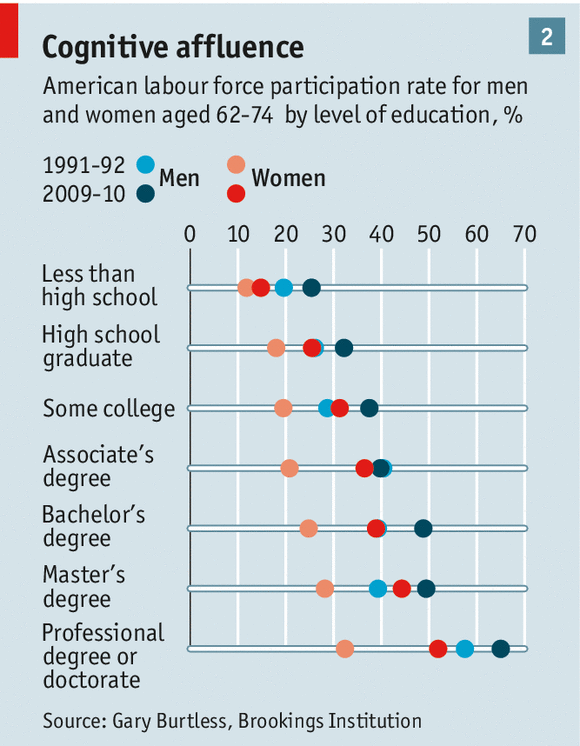 Cognitive affluence
2
American labour force participation rate for men
and women aged 62-74 by level of education, %
1991-92
Men
Women
2009-10
0 10 20 30 40 50 60 70
Less than
high school
High school
graduate
Some college
Associate's
degree
Bachelor's
degree
Master's
degree
Professional
degree or
doctorate
Source: Gary Burtless, Brookings Institution